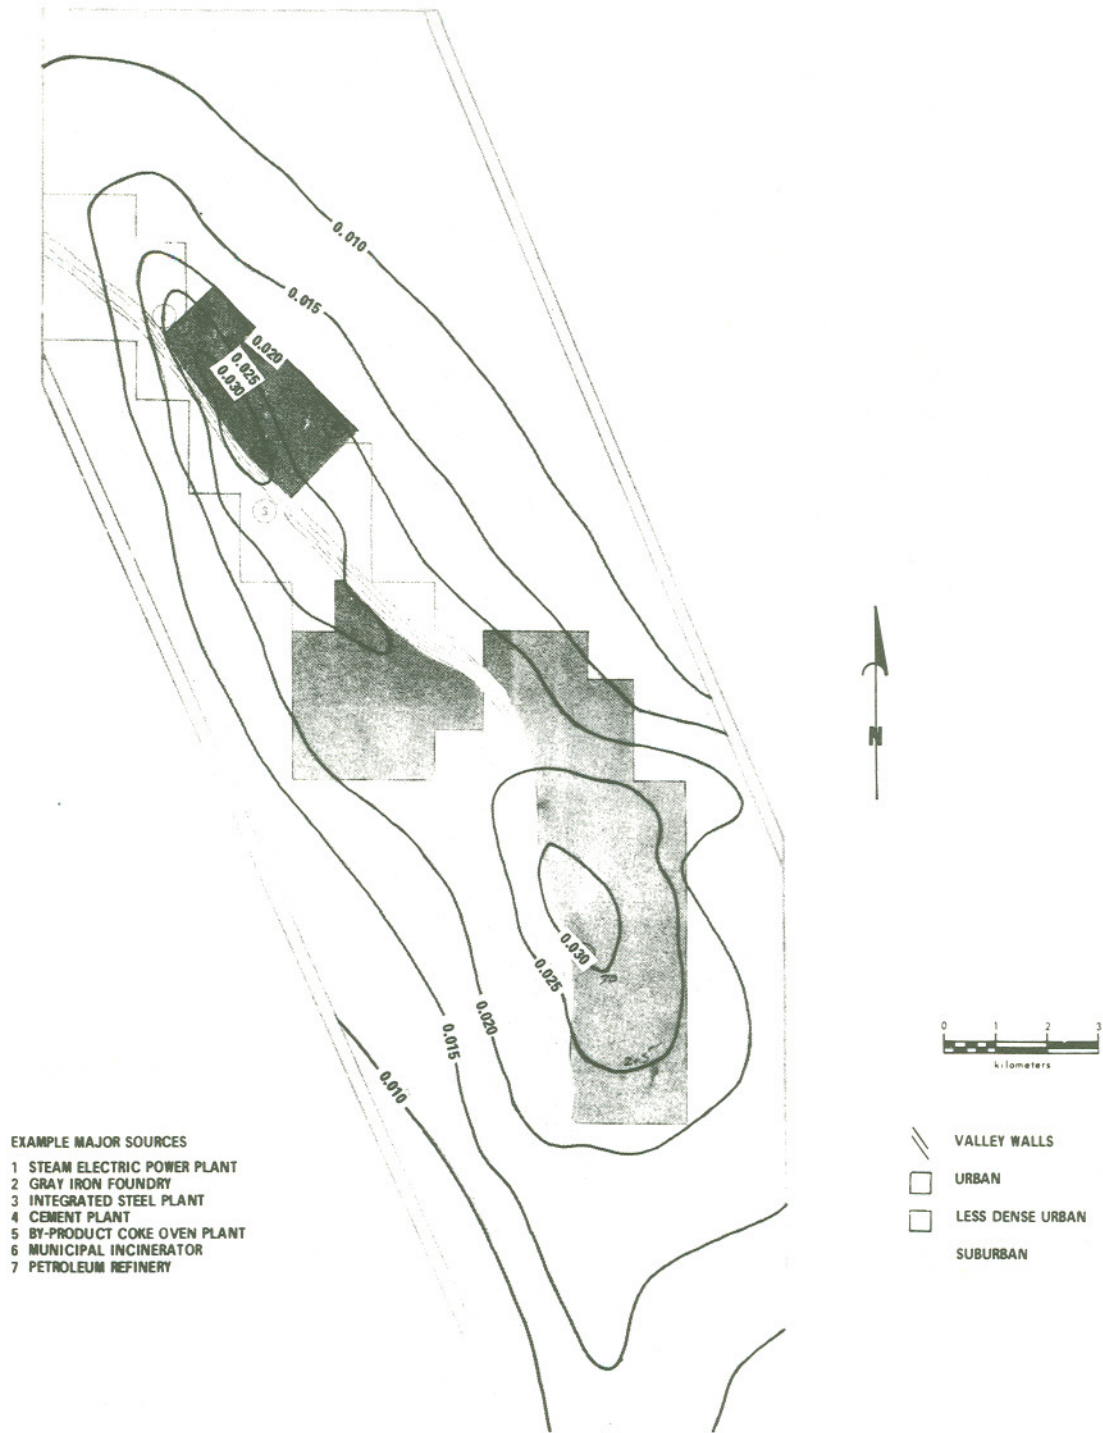 0.010
0.015
0.020
0.025
0.030
S
N
0.030
0.025
0.020
0.015
0.010
0 1 2 3
kilometers
EXAMPLE MAJOR SOURCES
1 STEAM ELECTRIC POWER PLANT
2 GRAY IRON FOUNDRY
3 INTEGRATED STEEL PLANT
4 CEMENT PLANT
5 BY-PRODUCT COKE OVEN PLANT
6 MUNICIPAL INCINERATOR
7 PETROLEUM REFINERY
VALLEY WALLS
URBAN
LESS DENSE URBAN
SUBURBAN